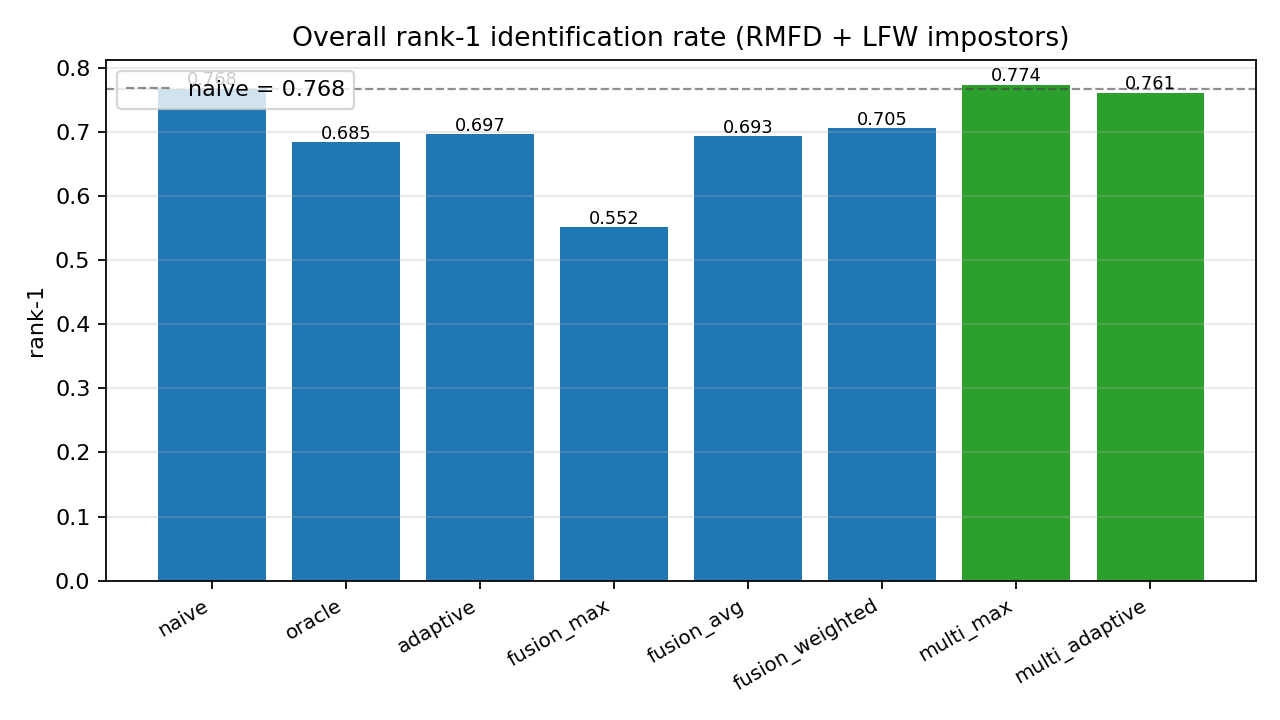 Overall rank-1 identification rate (RMFD + LFW impostors)
rank-1
0.8
0.7
0.6
0.5
0.4
0.3
0.2
0.1
0.0
naive = 0.768
0.768
0.685
0.697
0.552
0.693
0.705
0.774
0.761
naive
oracle
adaptive
fusion_max
fusion_avg
fusion_weighted
multi_max
multi_adaptive